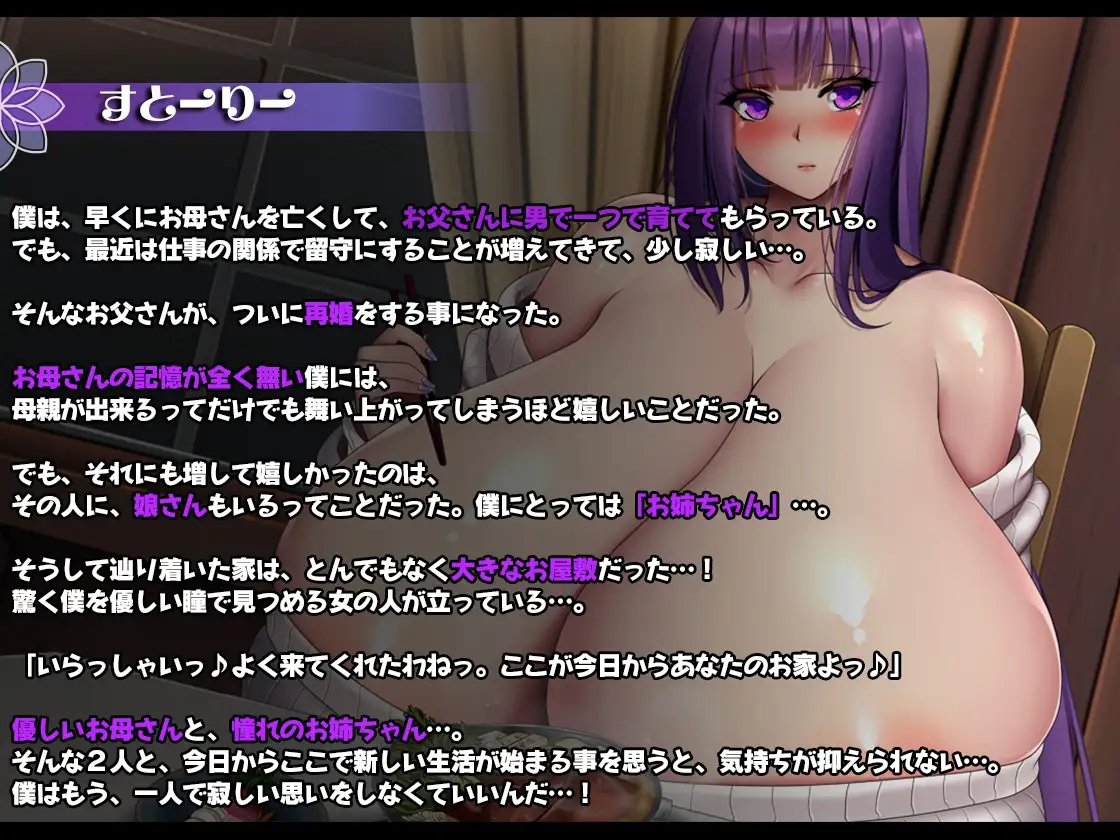 すとーりー
僕は、早くにお母さんを亡くして、お父さんに男で一つで育ててもらっている。
でも、最近は仕事の関係で留守にすることが増えてきて、少し寂しい…。
そんなお父さんが、ついに再婚をする事になった。
お母さんの記憶が全く無い僕には、
母親が出来るってだけでも舞い上がってしまうほど嬉しいことだった。
でも、それにも増して嬉しかったのは、
その人に、娘さんもいるってことだった。僕にとっては「お姉ちゃん」…。
そうして辿り着いた家は、とんでもなく大きなお屋敷だった…！
驚く僕を優しい瞳で見つめる女の人が立っている…。
「いらっしゃいっ♪よく来てくれたわねっ。ここが今日からあなたのお家よっ♪」
優しいお母さんと、憧れのお姉ちゃん…。
そんな２人と、今日からここで新しい生活が始まる事を思うと、気持ちが抑えられない…。
僕はもう、一人で寂しい思いをしなくていいんだ…！